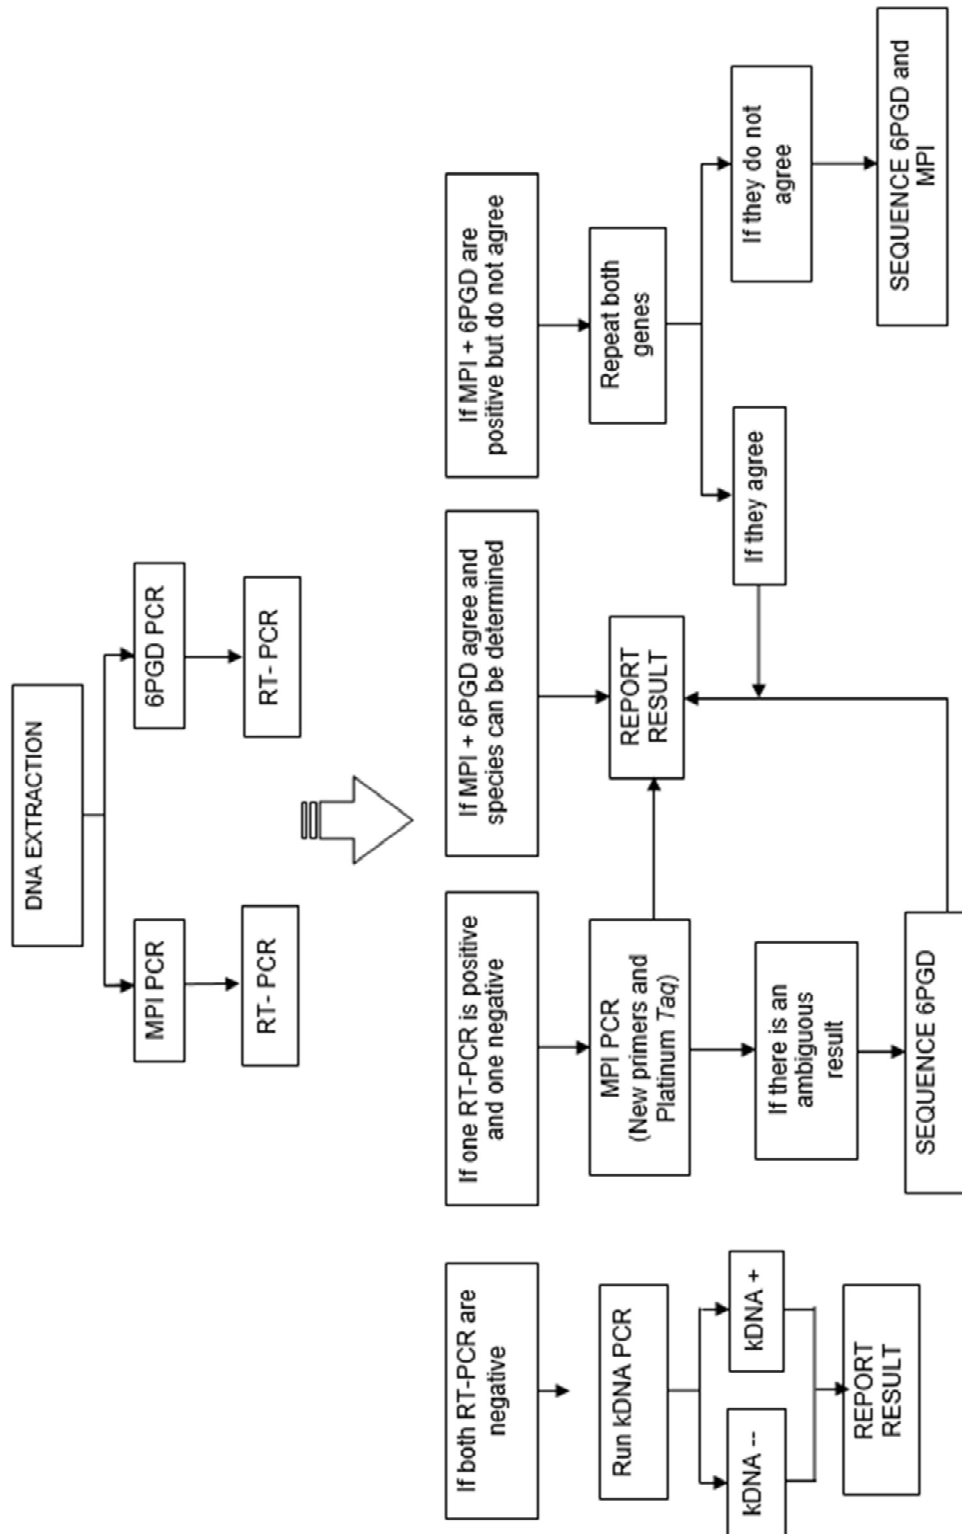 DNA EXTRACTION
MPI PCR
6PGD PCR
RT- PCR
RT- PCR
If both RT-PCR are
negative
Run kDNA PCR
kDNA --
kDNA +
REPORT
RESULT
If one RT-PCR is positive
and one negative
MPI PCR
(New primers and
Platinum Taq)
If there is an
ambiguous
result
SEQUENCE 6PGD
If MPI + 6PGD agree and
species can be determined
REPORT
RESULT
If MPI + 6PGD are
positive but do not agree
Repeat both
genes
If they agree
If they do not
agree
SEQUENCE 6PGD and
MPI